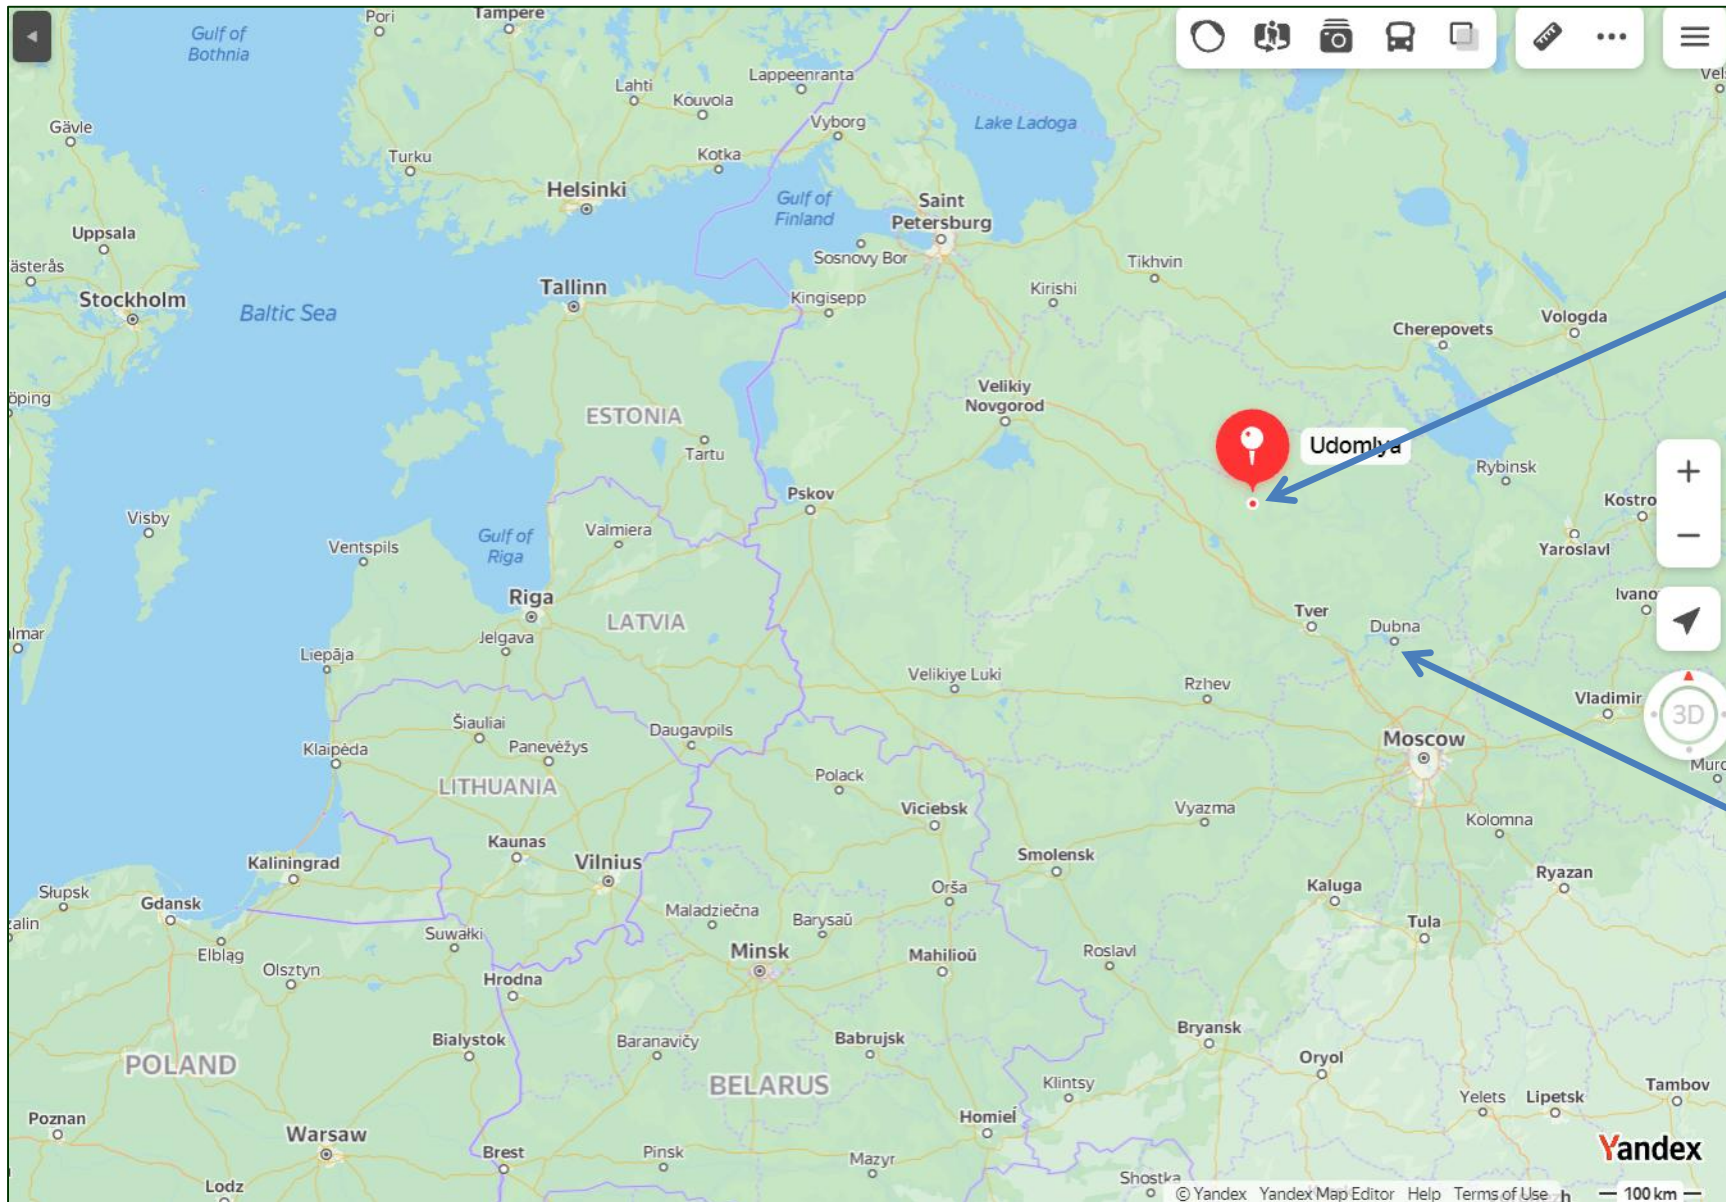 Pori
Tampere
Gulf of
Bothnia
Lahti
Lappeenranta
Kouvola
Vyborg
Lake Ladoga
Gävle
Turku
Kotka
Helsinki
Gulf of
Finland
Saint
Petersburg
Uppsala
Sosnovy Bor
Tikhvin
ästerås
Stockholm
Baltic Sea
Tallinn
Kingisepp
Kirishi
Cherepovets
Vologda
öping
Velikiy
Novgorod
ESTONIA
Tartu
Udomlya
Rybinsk
Pskov
Kostro
Visby
Ventspils
Gulf of
Riga
Valmiera
Yaroslavl
Riga
LATVIA
Ivano
Tver
Dubna
lmar
Jelgava
Liepāja
Velikiye Luki
Rzhev
Vladimir
3D
Šiauliai
Panevėžys
Daugavpils
Klaipėda
Moscow
LITHUANIA
Polack
Viciebsk
Vyazma
Kolomna
Kaunas
Vilnius
Kaliningrad
Smolensk
Ryazan
Słupsk
Gdansk
Orša
Kaluga
zalin
Maladziečna
Barysaŭ
Tula
Elbląg
Suwałki
Olsztyn
Minsk
Mahilioŭ
Roslavl
Hrodna
Bialystok
Baranavičy
Babrujsk
Bryansk
Oryol
POLAND
BELARUS
Klintsy
Yelets
Lipetsk
Tambov
Poznan
Homieĺ
Warsaw
Brest
Pinsk
Mazyr
Yandex
Lodz
Shostka
© Yandex Yandex Map Editor Help Terms of Use
100 km